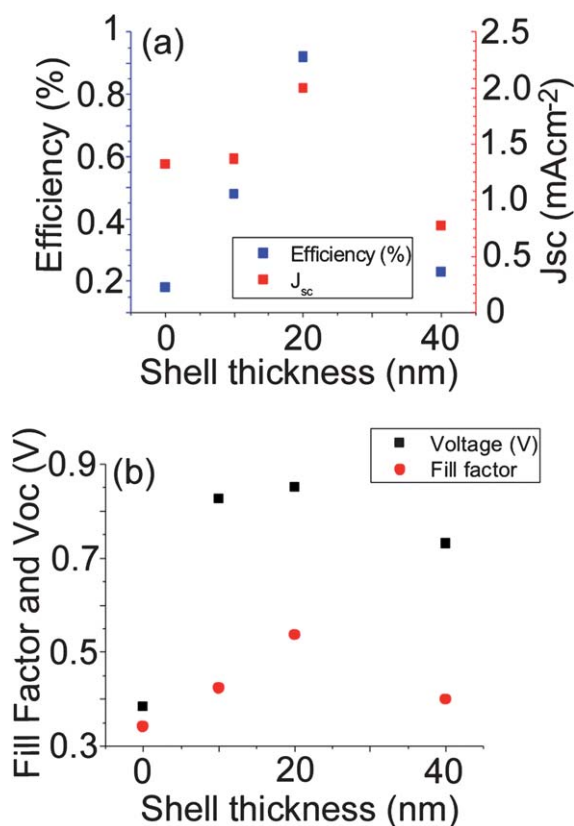 (a)
Efficiency (%)
1
0.8
0.6
0.4
0.2
Jsc (mAcm-2)
2.5
2.0
1.5
1.0
0.5
0
Efficiency (%)
Jsc
0 10 20 40
Shell thickness (nm)
(b)
Voltage (V)
Fill factor
Fill Factor and Voc (V)
0.9
0.7
0.5
0.3
0 20 40
Shell thickness (nm)